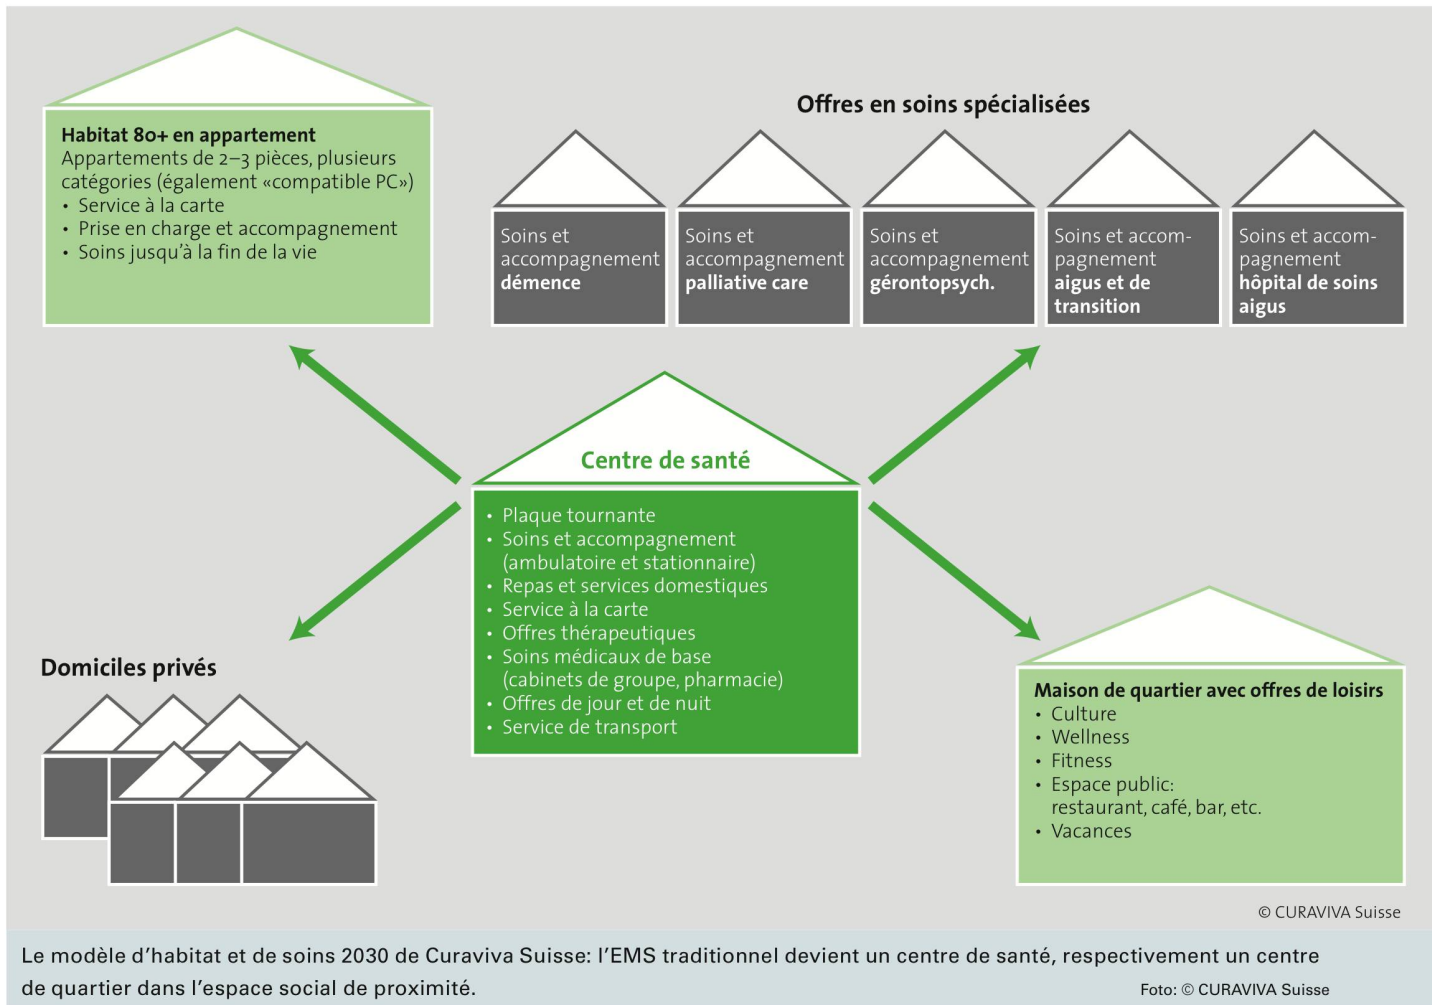 Habitat 80+ en appartement
Appartements de 2–3 pièces, plusieurs
catégories (également «compatible PC»)
• Service à la carte
• Prise en charge et accompagnement
• Soins jusqu'à la fin de la vie
Offres en soins spécialisées
Soins et
accompagnement
démence
Soins et
accompagnement
palliative care
Soins et
accompagnement
gérontopsych.
Soins et accom-
pagnement
aigus et de
transition
Soins et accom-
pagnement
hôpital de soins
aigus
Centre de santé
• Plaque tournante
• Soins et accompagnement
(ambulatoire et stationnaire)
• Repas et services domestiques
• Service à la carte
• Offres thérapeutiques
• Soins médicaux de base
(cabinets de groupe, pharmacie)
• Offres de jour et de nuit
• Service de transport
Domiciles privés
Maison de quartier avec offres de loisirs
• Culture
• Wellness
• Fitness
• Espace public:
restaurant, café, bar, etc.
• Vacances
© CURAVIVA Suisse
Le modèle d'habitat et de soins 2030 de Curaviva Suisse: l'EMS traditionnel devient un centre de santé, respectivement un centre
de quartier dans l'espace social de proximité.
Foto: © CURAVIVA Suisse